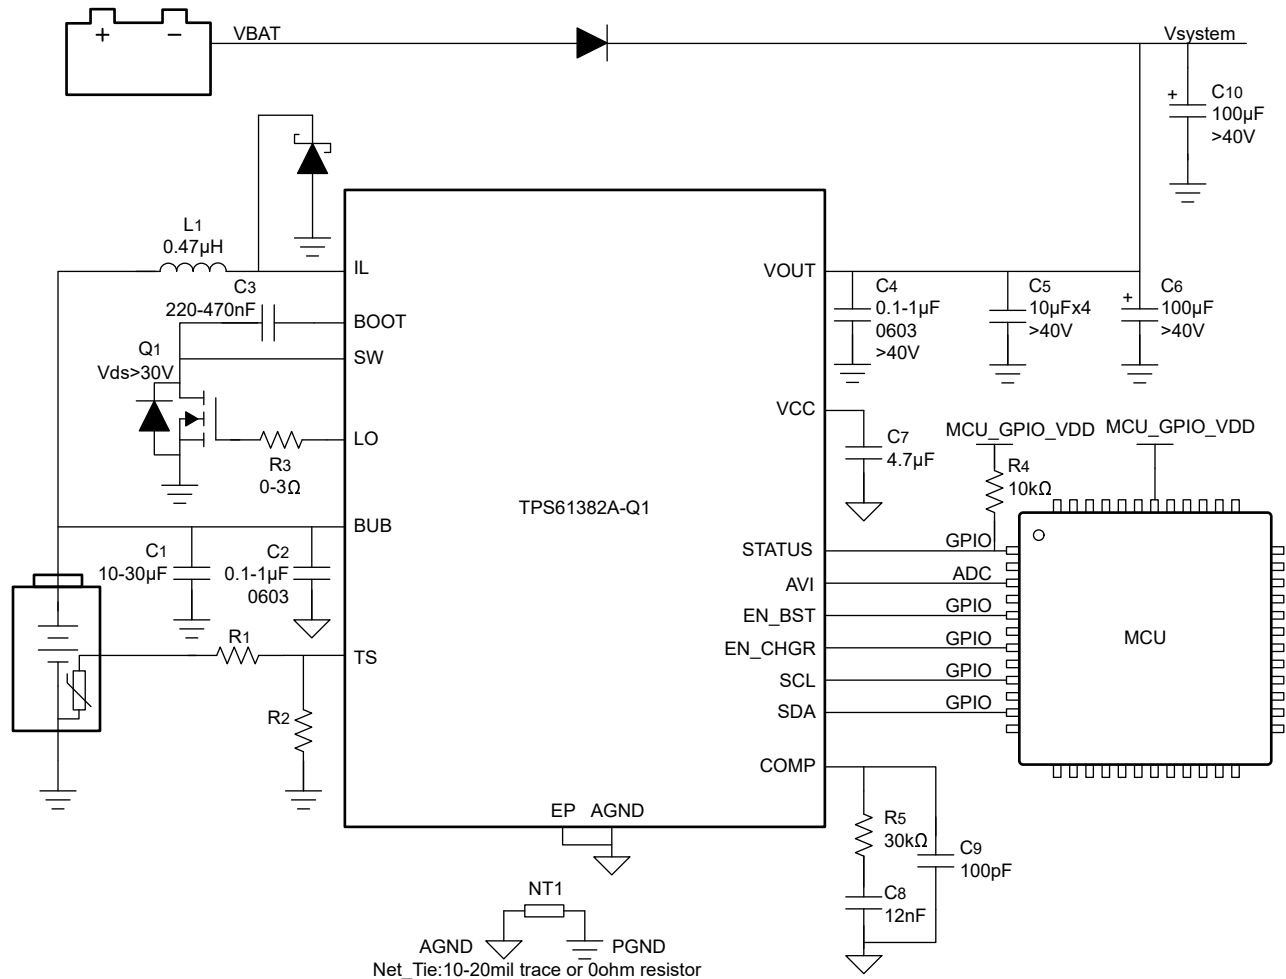 + −
VBAT
Vsystem
+
C10
100µF
>40V
L1
0.47µH
IL
VOUT
C3
220-470nF
BOOT
C4
0.1-1µF
0603
>40V
C5
10µFx4
>40V
+
C6
100µF
>40V
Q1
Vds>30V
SW
VCC
C7
4.7µF
MCU_GPIO_VDD
MCU_GPIO_VDD
LO
R3
0-3Ω
R4
10kΩ
TPS61382A-Q1
BUB
C1
10-30µF
C2
0.1-1µF
0603
STATUS
GPIO
AVI
ADC
EN_BST
GPIO
EN_CHGR
GPIO
SCL
GPIO
SDA
GPIO
MCU
R1
TS
R2
COMP
EP AGND
R5
30kΩ
C9
100pF
C8
12nF
NT1
AGND
PGND
Net_Tie:10-20mil trace or 0ohm resistor